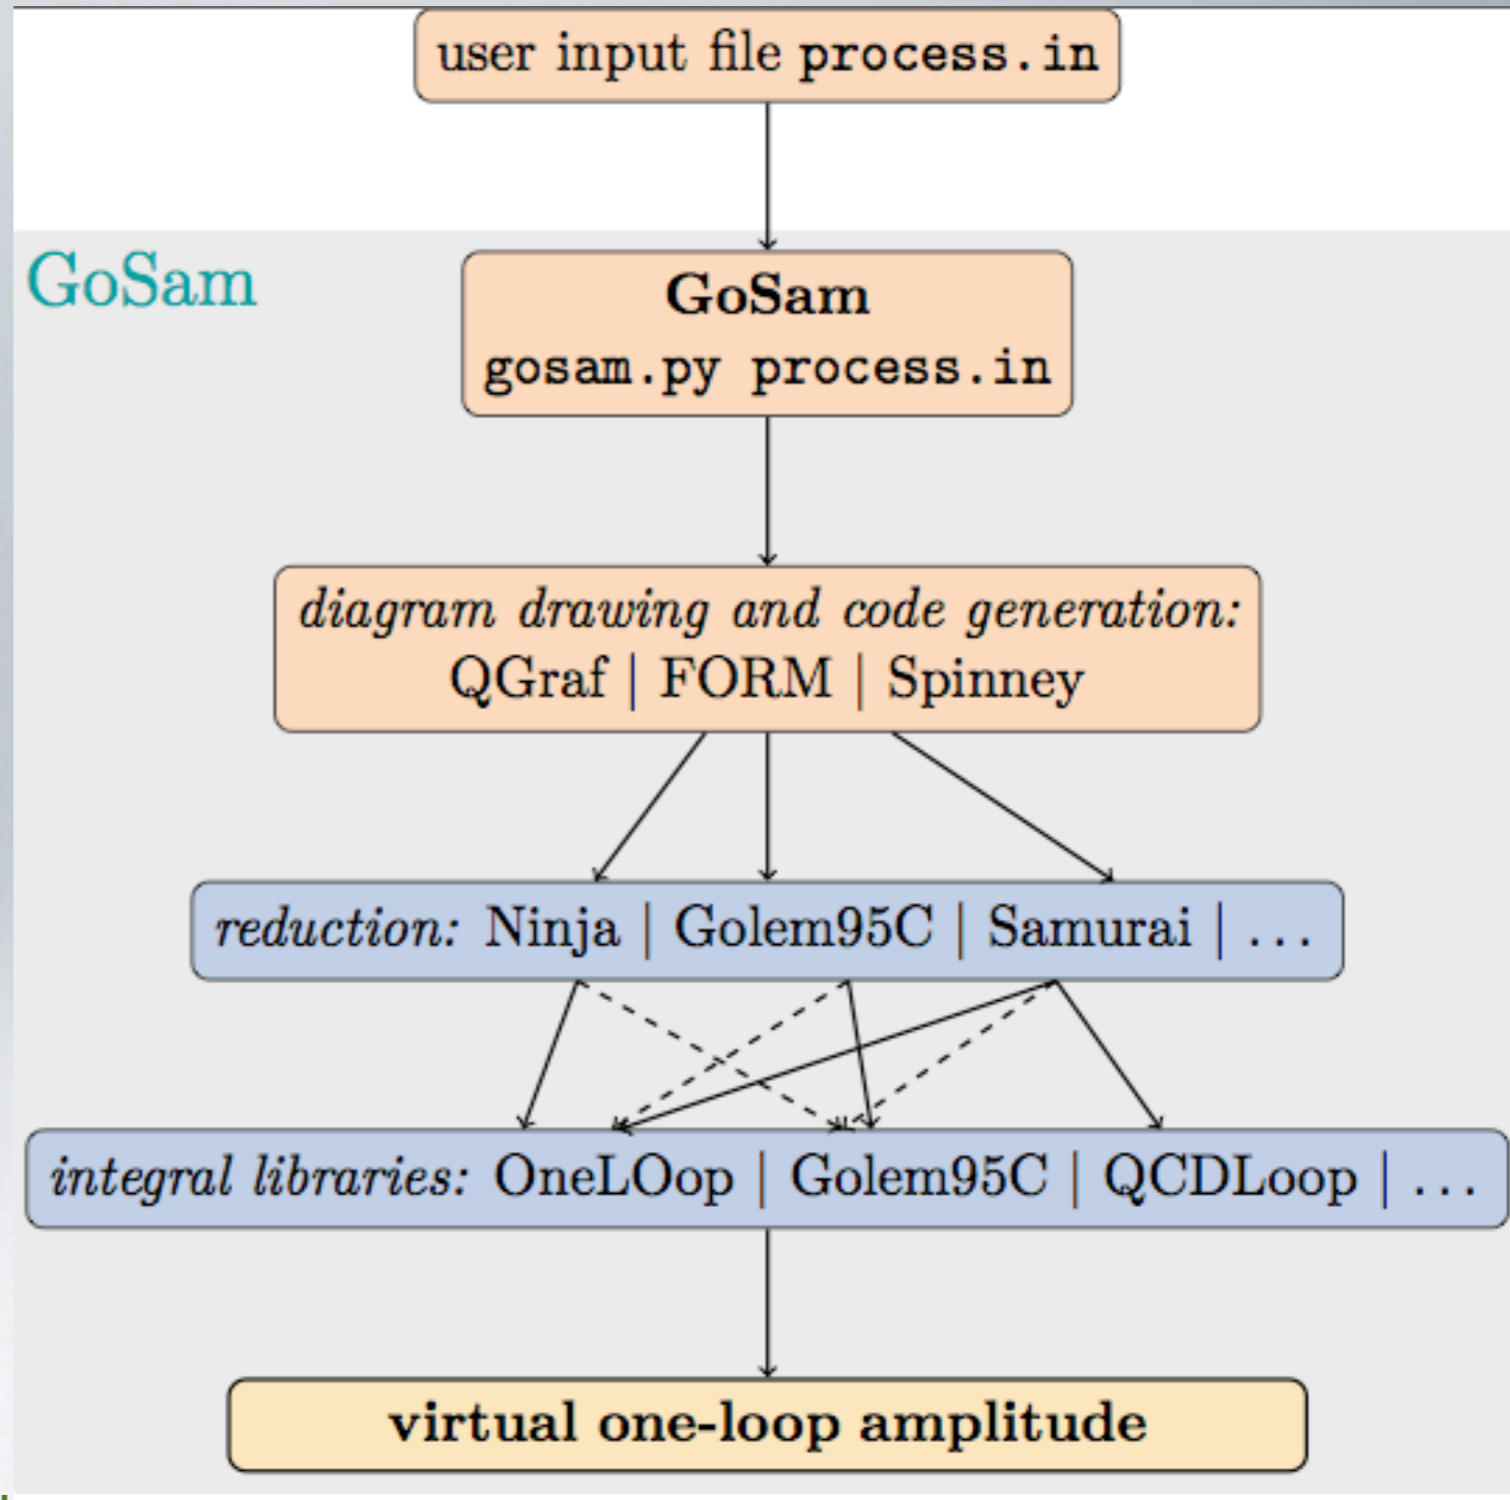 user input file process.in
GoSam
GoSam
gosam.py process.in
diagram drawing and code generation:
QGraf | FORM | Spinney
reduction: Ninja | Golem95C | Samurai | ...
integral libraries: OneLOop | Golem95C | QCDLoop | ...
virtual one-loop amplitude